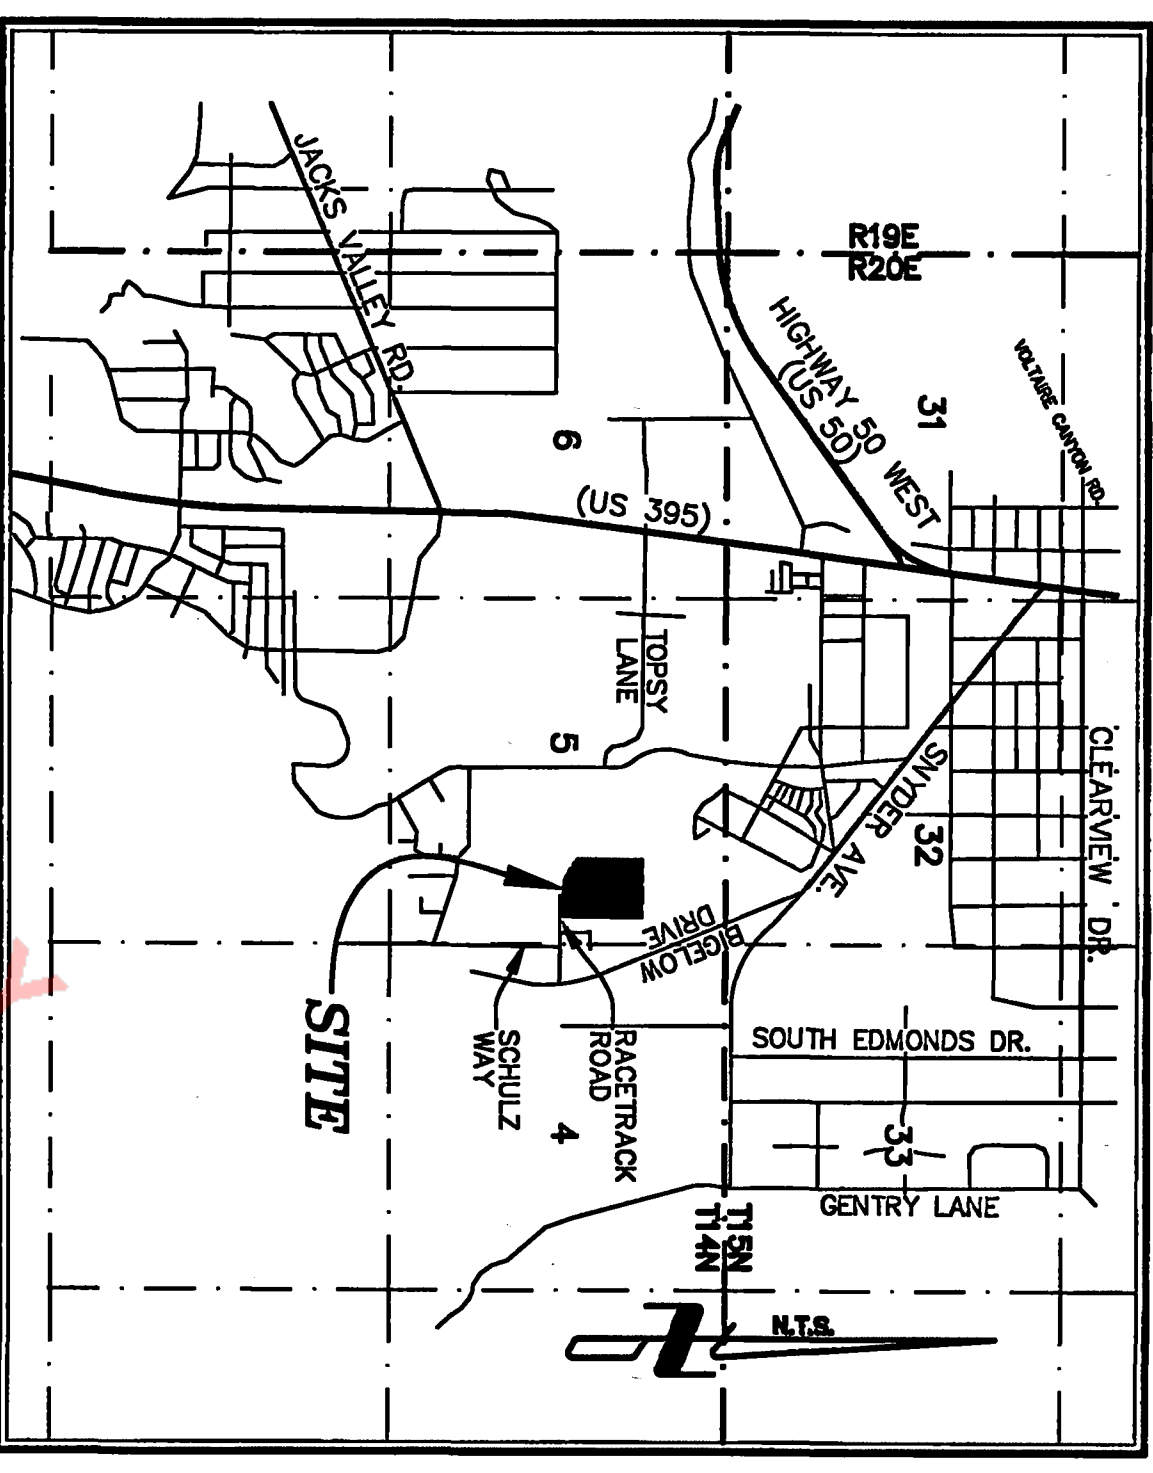 R19E
R20E
VOLTAIRE CANYON RD.
31
HIGHWAY 50 WEST
(US 50)
JACKS VALLEY RD.
6
(US 395)
TOPSY
LANE
5
CLEARVIEW DR.
SNYDER AVE.
32
BIGELOW
DRIVE
SOUTH EDMONDS DR.
33
GENTRY LANE
RACETRACK
ROAD
SCHULZ
WAY
SITE
4
T15N
T14N
N.T.S.
Z